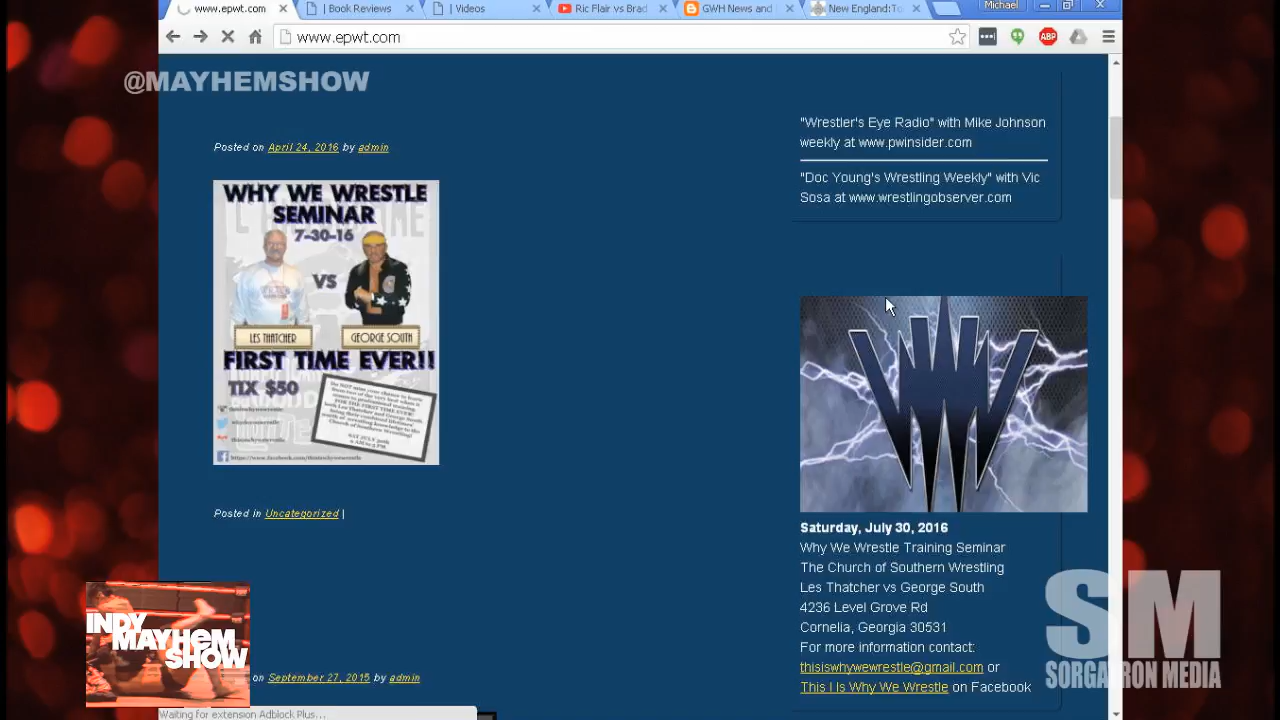 www.epwt.com
Book Reviews
Videos
Ric Flair vs Brad
GWH News and
New England:To
Michael
www.epwt.com
ABP
@MAYHEMSHOW
Posted on April 24, 2016 by admin
WHY WE WRESTLE
SEMINAR
7-30-16
VS
LES THATCHER
GEORGE SOUTH
FIRST TIME EVER!!
TIX $50
https://www.facebook.com/thisiswhywewrestle
Posted in Uncategorized |
on September 27, 2015 by admin
"Wrestler's Eye Radio" with Mike Johnson
weekly at www.pwinsider.com
"Doc Young's Wrestling Weekly" with Vic
Sosa at www.wrestlingobserver.com
Saturday, July 30, 2016
Why We Wrestle Training Seminar
The Church of Southern Wrestling
Les Thatcher vs George South
4236 Level Grove Rd
Cornelia, Georgia 30531
For more information contact:
thisiswhywewrestle@gmail.com or
This I Is Why We Wrestle on Facebook
INDY
MAYHEM
SHOW
SM
SORGATRON MEDIA
Waiting for extension Adblock Plus...